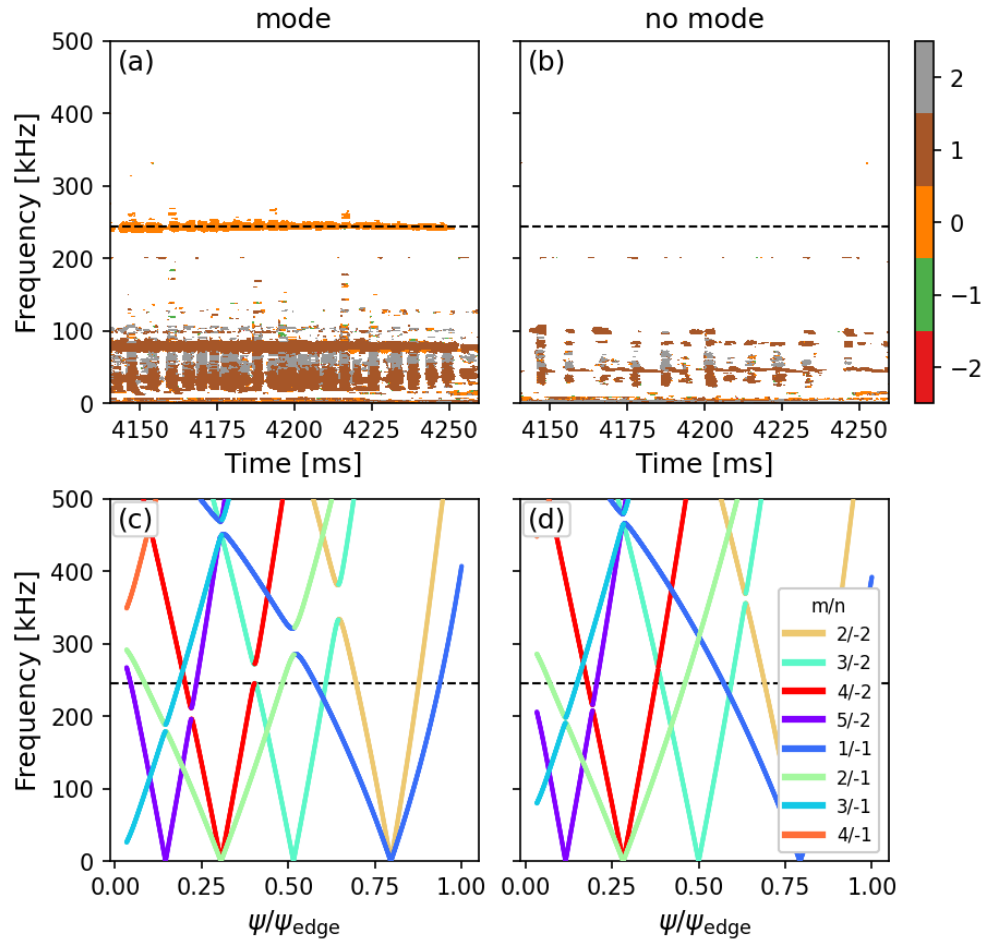 mode
no mode
500
400
300
200
100
0
Frequency [kHz]
(a)
(b)
4150 4175 4200 4225 4250
4150 4175 4200 4225 4250
Time [ms]
Time [ms]
2
1
0
−1
−2
500
400
300
200
100
0
Frequency [kHz]
(c)
(d)
m/n
2/-2
3/-2
4/-2
5/-2
1/-1
2/-1
3/-1
4/-1
0.00 0.25 0.50 0.75 1.00
0.00 0.25 0.50 0.75 1.00
ψ/ψedge
ψ/ψedge